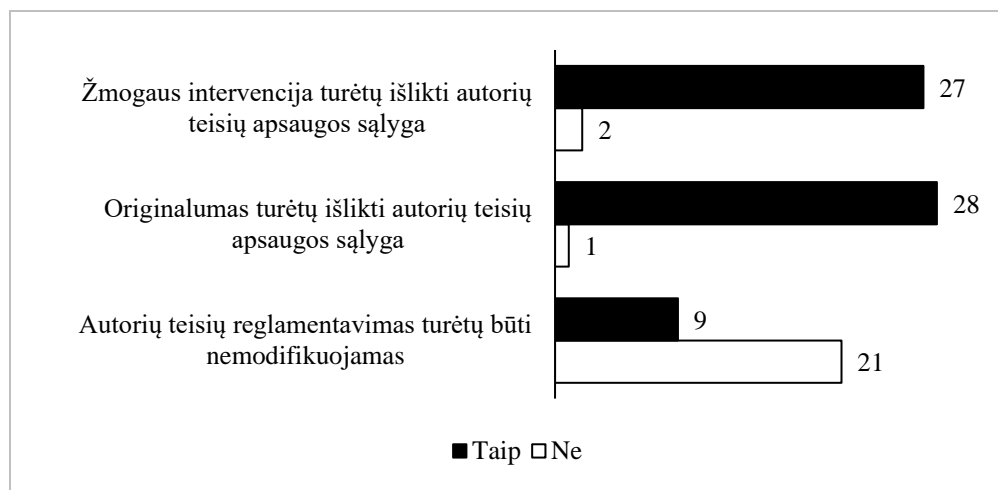 Žmogaus intervencija turėtų išlikti autorių
teisių apsaugos sąlyga
27
2
Originalumas turėtų išlikti autorių teisių
apsaugos sąlyga
28
1
Autorių teisių reglamentavimas turėtų būti
nemodifikuojamas
9
21
Taip Ne